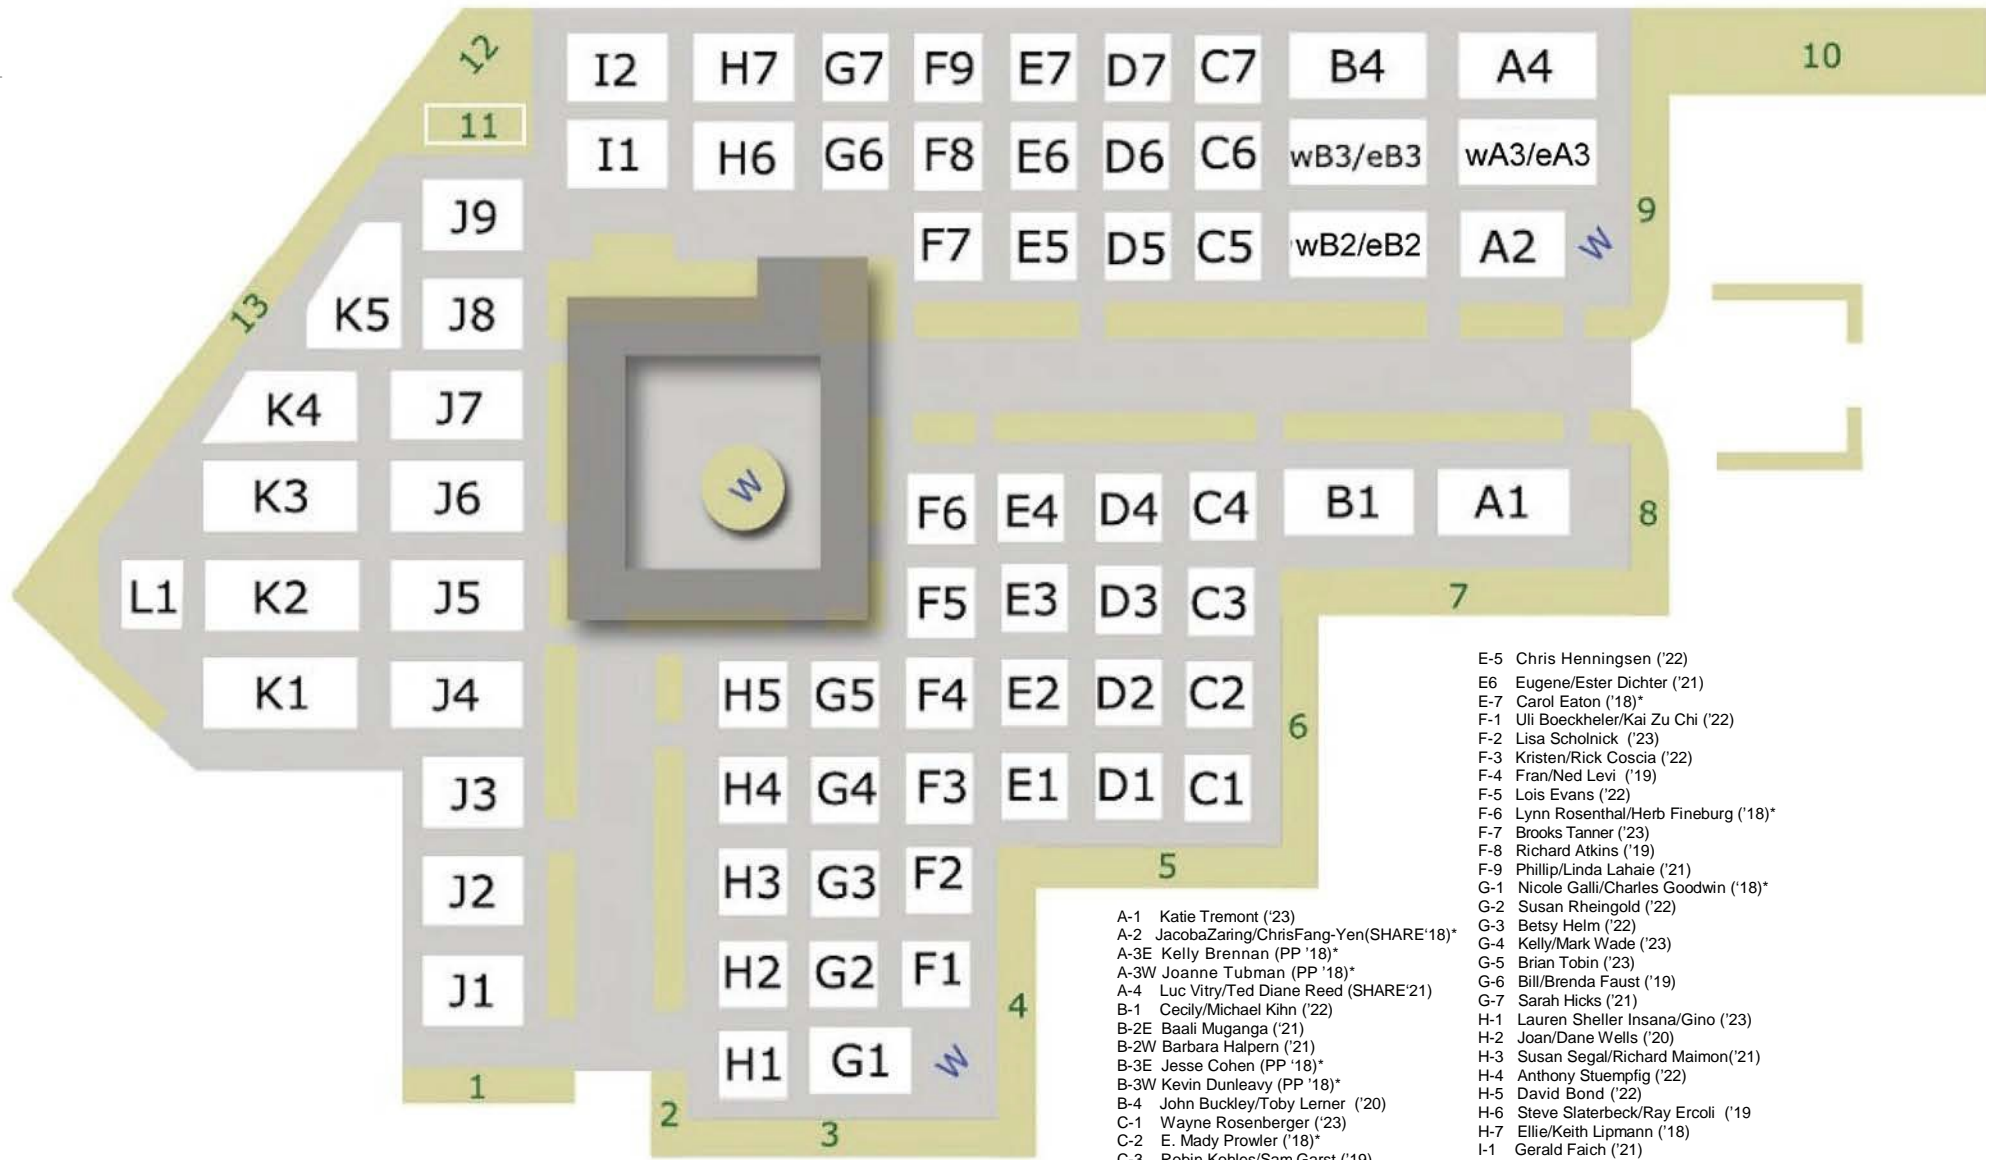 12
I2 H7 G7 F9 E7 D7 C7 B4 A4
10
11
I1 H6 G6 F8 E6 D6 C6 wB3/eB3 wA3/eA3
J9
9
F7 E5 D5 C5 wB2/eB2 A2 W
13
K5 J8
K4 J7
W
K3 J6
F6 E4 D4 C4 B1 A1
8
L1 K2 J5
F5 E3 D3 C3
7
K1 J4
H5 G5 F4 E2 D2 C2
6
J3
H4 G4 F3 E1 D1 C1
J2
H3 G3 F2
5
J1
H2 G2 F1
4
H1 G1 W
1
2
3
A-1 Katie Tremont (‘23)
A-2 JacobaZaring/ChrisFang-Yen(SHARE‘18)*
A-3E Kelly Brennan (PP ’18)*
A-3W Joanne Tubman (PP ’18)*
A-4 Luc Vitry/Ted Diane Reed (SHARE‘21)
B-1 Cecily/Michael Kihn (’22)
B-2E Baali Muganga (’21)
B-2W Barbara Halpern (’21)
B-3E Jesse Cohen (PP ‘18)*
B-3W Kevin Dunleavy (PP ’18)*
B-4 John Buckley/Toby Lerner (’20)
C-1 Wayne Rosenberger (’23)
C-2 E. Mady Prowler (’18)*
C-3 Robin Kohles/Sam Garst (’19)
E-5 Chris Henningsen (’22)
E6 Eugene/Ester Dichter (’21)
E-7 Carol Eaton (’18)*
F-1 Uli Boeckheler/Kai Zu Chi (’22)
F-2 Lisa Scholnick (’23)
F-3 Kristen/Rick Coscia (’22)
F-4 Fran/Ned Levi (’19)
F-5 Lois Evans (’22)
F-6 Lynn Rosenthal/Herb Fineburg (’18)*
F-7 Brooks Tanner (’23)
F-8 Richard Atkins (’19)
F-9 Phillip/Linda Lahaie (’21)
G-1 Nicole Galli/Charles Goodwin (‘18)*
G-2 Susan Rheingold (’22)
G-3 Betsy Helm (’22)
G-4 Kelly/Mark Wade (’23)
G-5 Brian Tobin (’23)
G-6 Bill/Brenda Faust (’19)
G-7 Sarah Hicks (’21)
H-1 Lauren Sheller Insana/Gino (’23)
H-2 Joan/Dane Wells (’20)
H-3 Susan Segal/Richard Maimon(’21)
H-4 Anthony Stuempfig (’22)
H-5 David Bond (’22)
H-6 Steve Slaterbeck/Ray Ercoli (’19
H-7 Ellie/Keith Lipmann (’18)
I-1 Gerald Faich (’21)